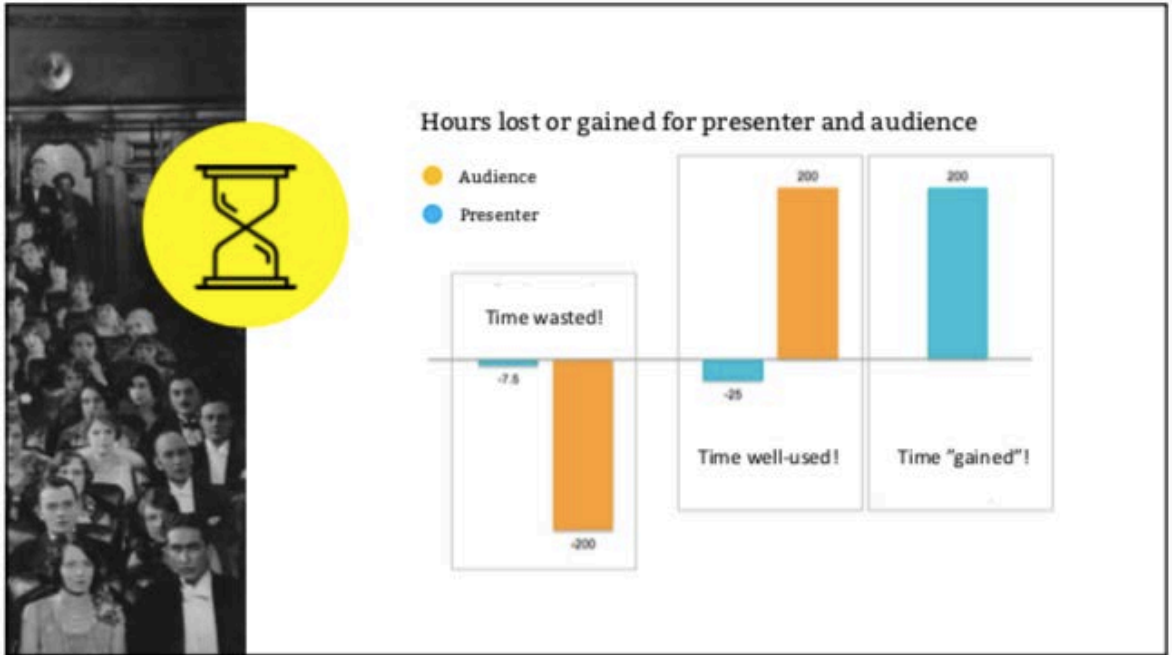 Hours lost or gained for presenter and audience
Audience
Presenter
Time wasted!
-7.5
-200
200
-25
Time well-used!
200
Time "gained"!